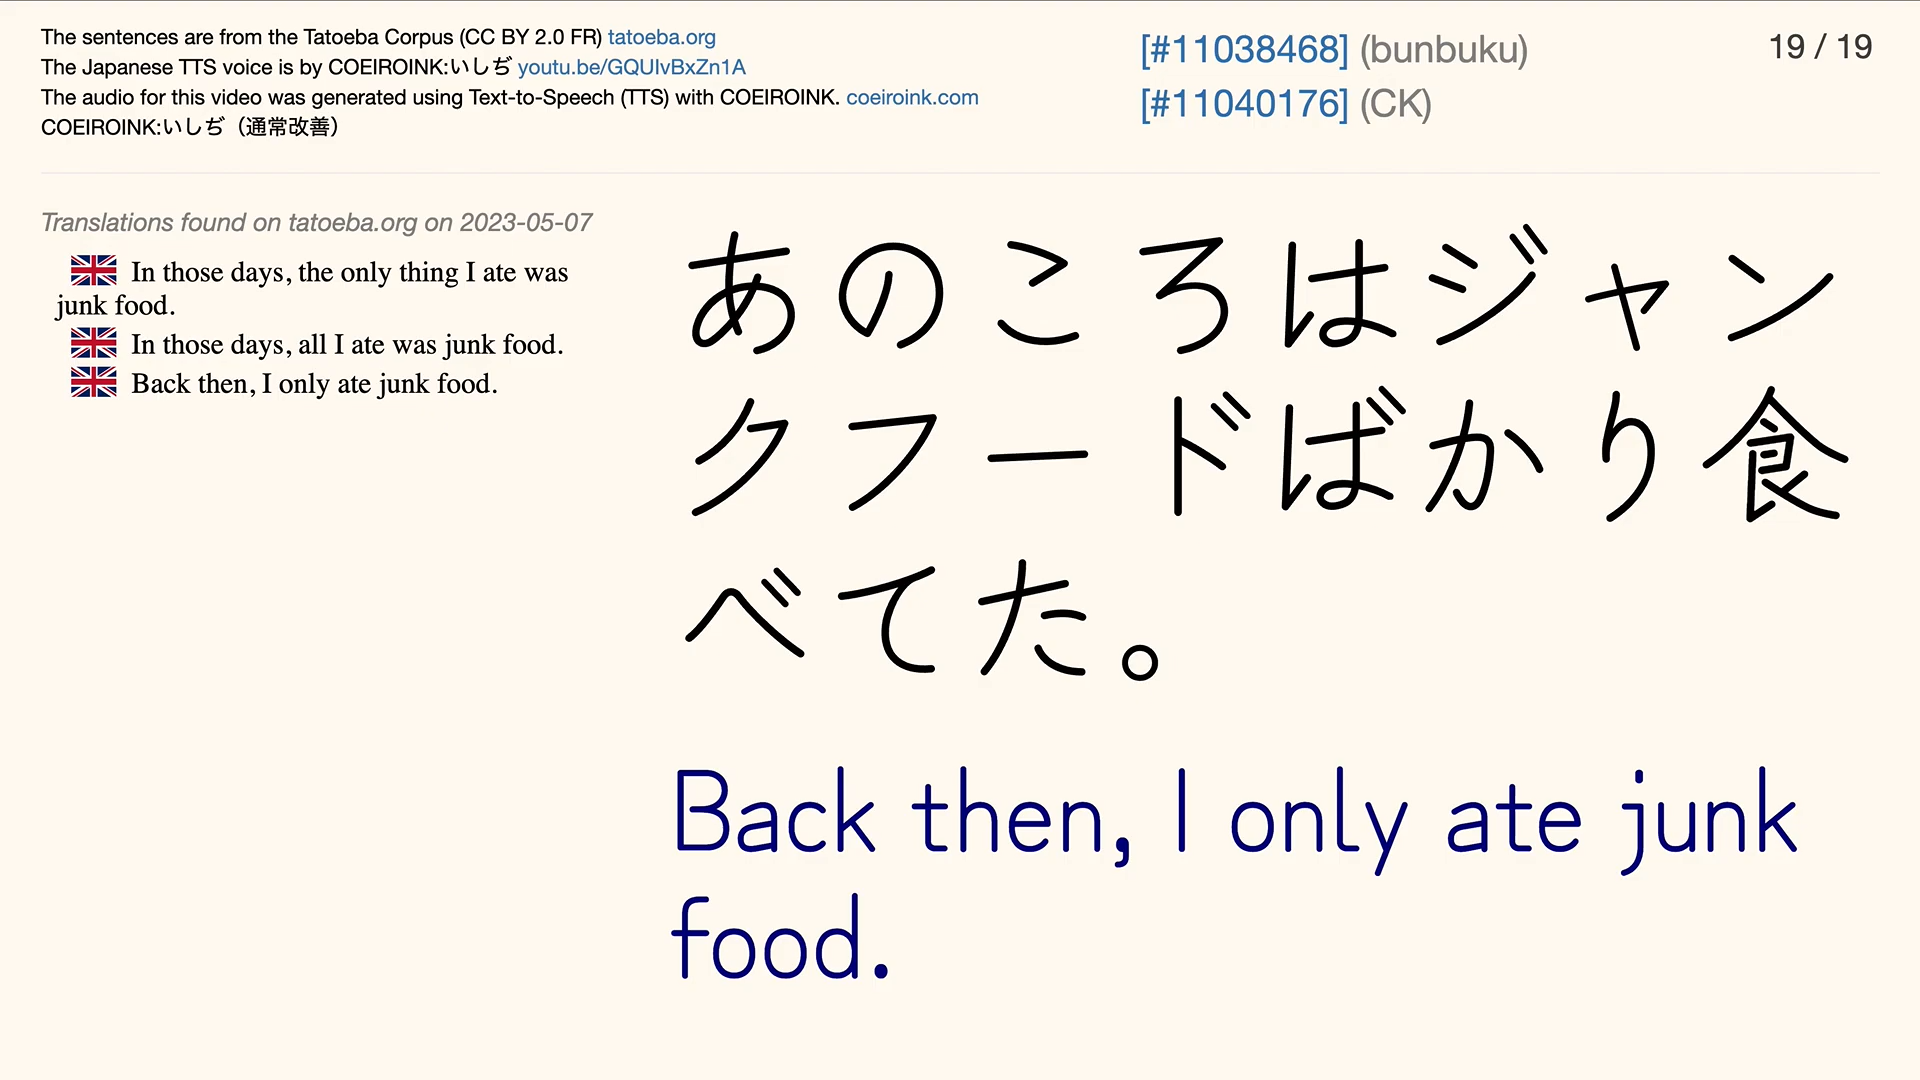 The sentences are from the Tatoeba Corpus (CC BY 2.0 FR) tatoeba.org
The Japanese TTS voice is by COEIROINK:いしぢ youtu.be/GQUIvBxZn1A
The audio for this video was generated using Text-to-Speech (TTS) with COEIROINK. coeiroink.com
COEIROINK:いしぢ（通常改善）
[#11038468] (bunbuku)
[#11040176] (CK)
19 / 19
Translations found on tatoeba.org on 2023-05-07
In those days, the only thing I ate was
junk food.
In those days, all I ate was junk food.
Back then, I only ate junk food.
あのころはジャン
クフードばかり食
べてた。
Back then, I only ate junk
food.